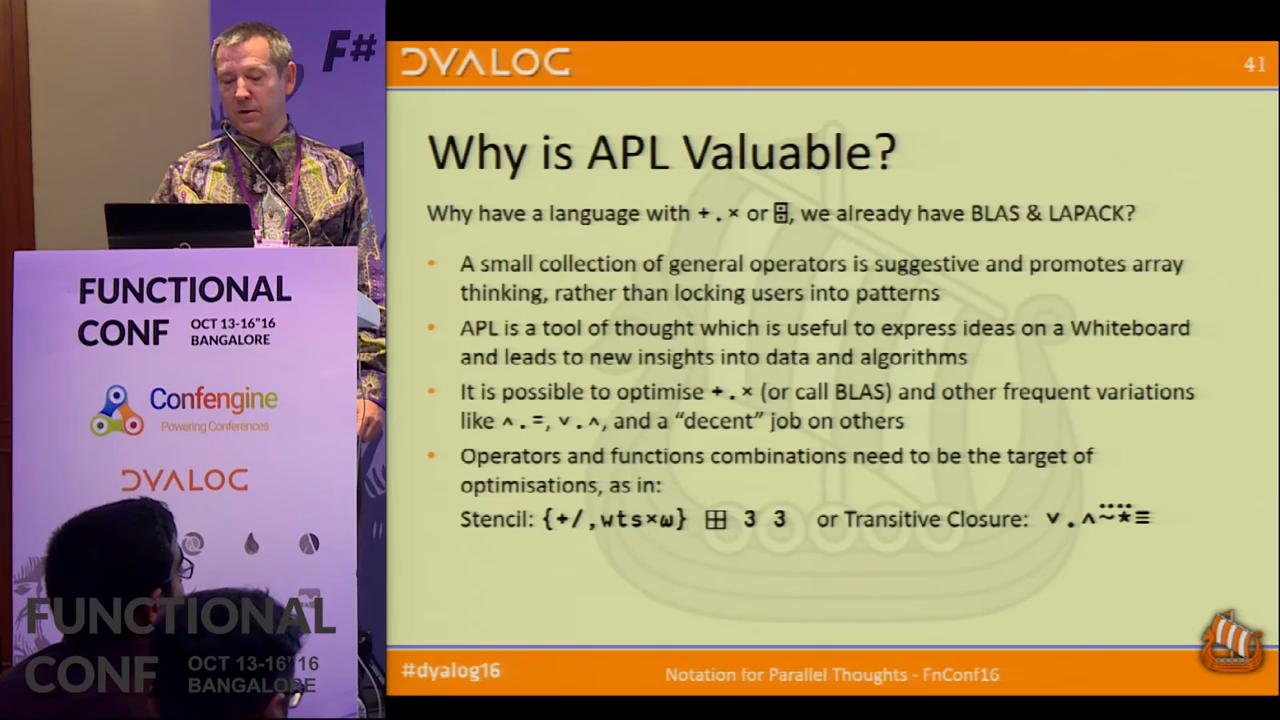 F#
DYALOG
41
Why is APL Valuable?
Why have a language with +.× or ⌹, we already have BLAS & LAPACK?
• A small collection of general operators is suggestive and promotes array
thinking, rather than locking users into patterns
• APL is a tool of thought which is useful to express ideas on a Whiteboard
and leads to new insights into data and algorithms
• It is possible to optimise +.× (or call BLAS) and other frequent variations
like ^.=, ∨.^, and a “decent” job on others
• Operators and functions combinations need to be the target of
optimisations, as in:
Stencil: {+/,wts×⍵} ⌺ 3 3 or Transitive Closure: ∨.^⍨⍣≡
#dyalog16
Notation for Parallel Thoughts - FnConf16
FUNCTIONAL
CONF OCT 13-16"16
BANGALORE
Confengine
Powering Conferences
DYALOG
FUNCTIONAL
CONF OCT 13-16"16
BANGALORE